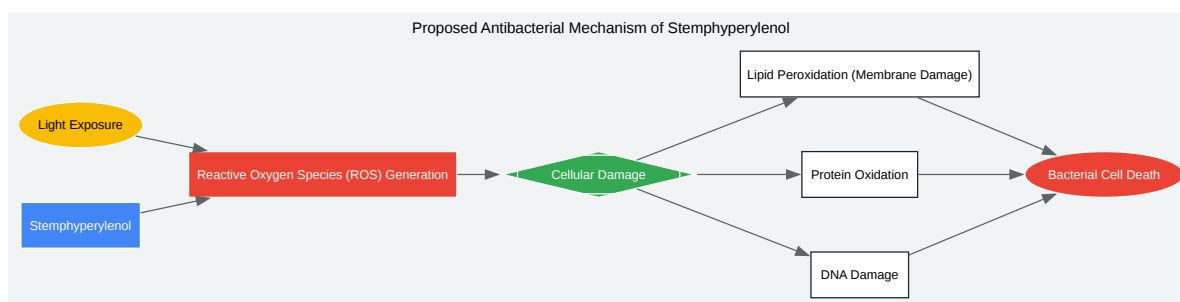 Proposed Antibacterial Mechanism of Stemphyperylenol
Light Exposure
Stemphyperylenol
Reactive Oxygen Species (ROS) Generation
Cellular Damage
Lipid Peroxidation (Membrane Damage)
Protein Oxidation
DNA Damage
Bacterial Cell Death